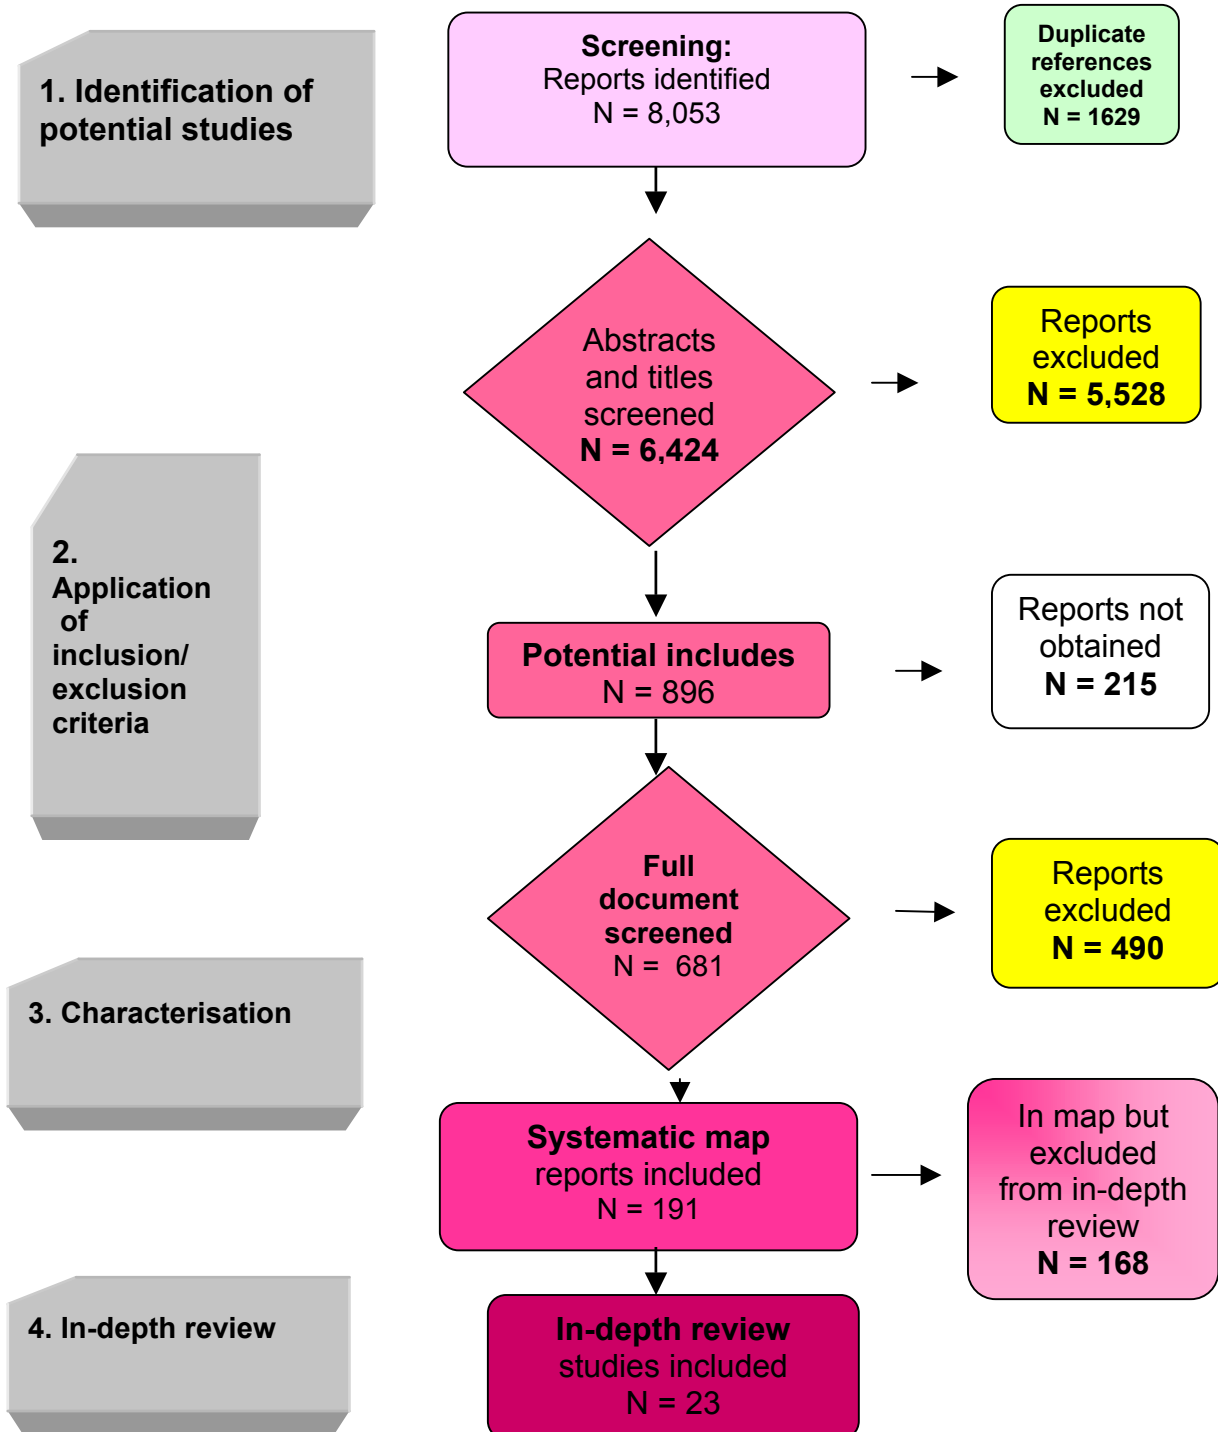 1. Identification of
potential studies
Screening:
Reports identified
N = 8,053
Duplicate
references
excluded
N = 1629
Abstracts
and titles
screened
N = 6,424
Reports
excluded
N = 5,528
2.
Application
of
inclusion/
exclusion
criteria
Potential includes
N = 896
Reports not
obtained
N = 215
Full
document
screened
N = 681
Reports
excluded
N = 490
3. Characterisation
Systematic map
reports included
N = 191
In map but
excluded
from in-depth
review
N = 168
4. In-depth review
In-depth review
studies included
N = 23